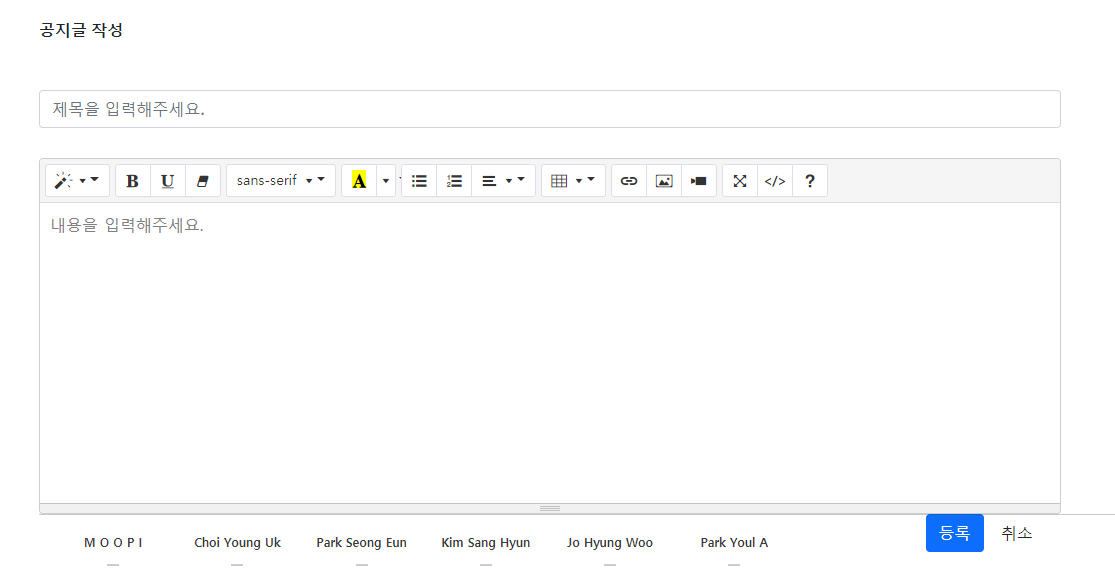 공지글 작성
제목을 입력해주세요.
B U sans-serif A </> ?
내용을 입력해주세요.
등록 취소
M O O P I Choi Young Uk Park Seong Eun Kim Sang Hyun Jo Hyung Woo Park Youl A